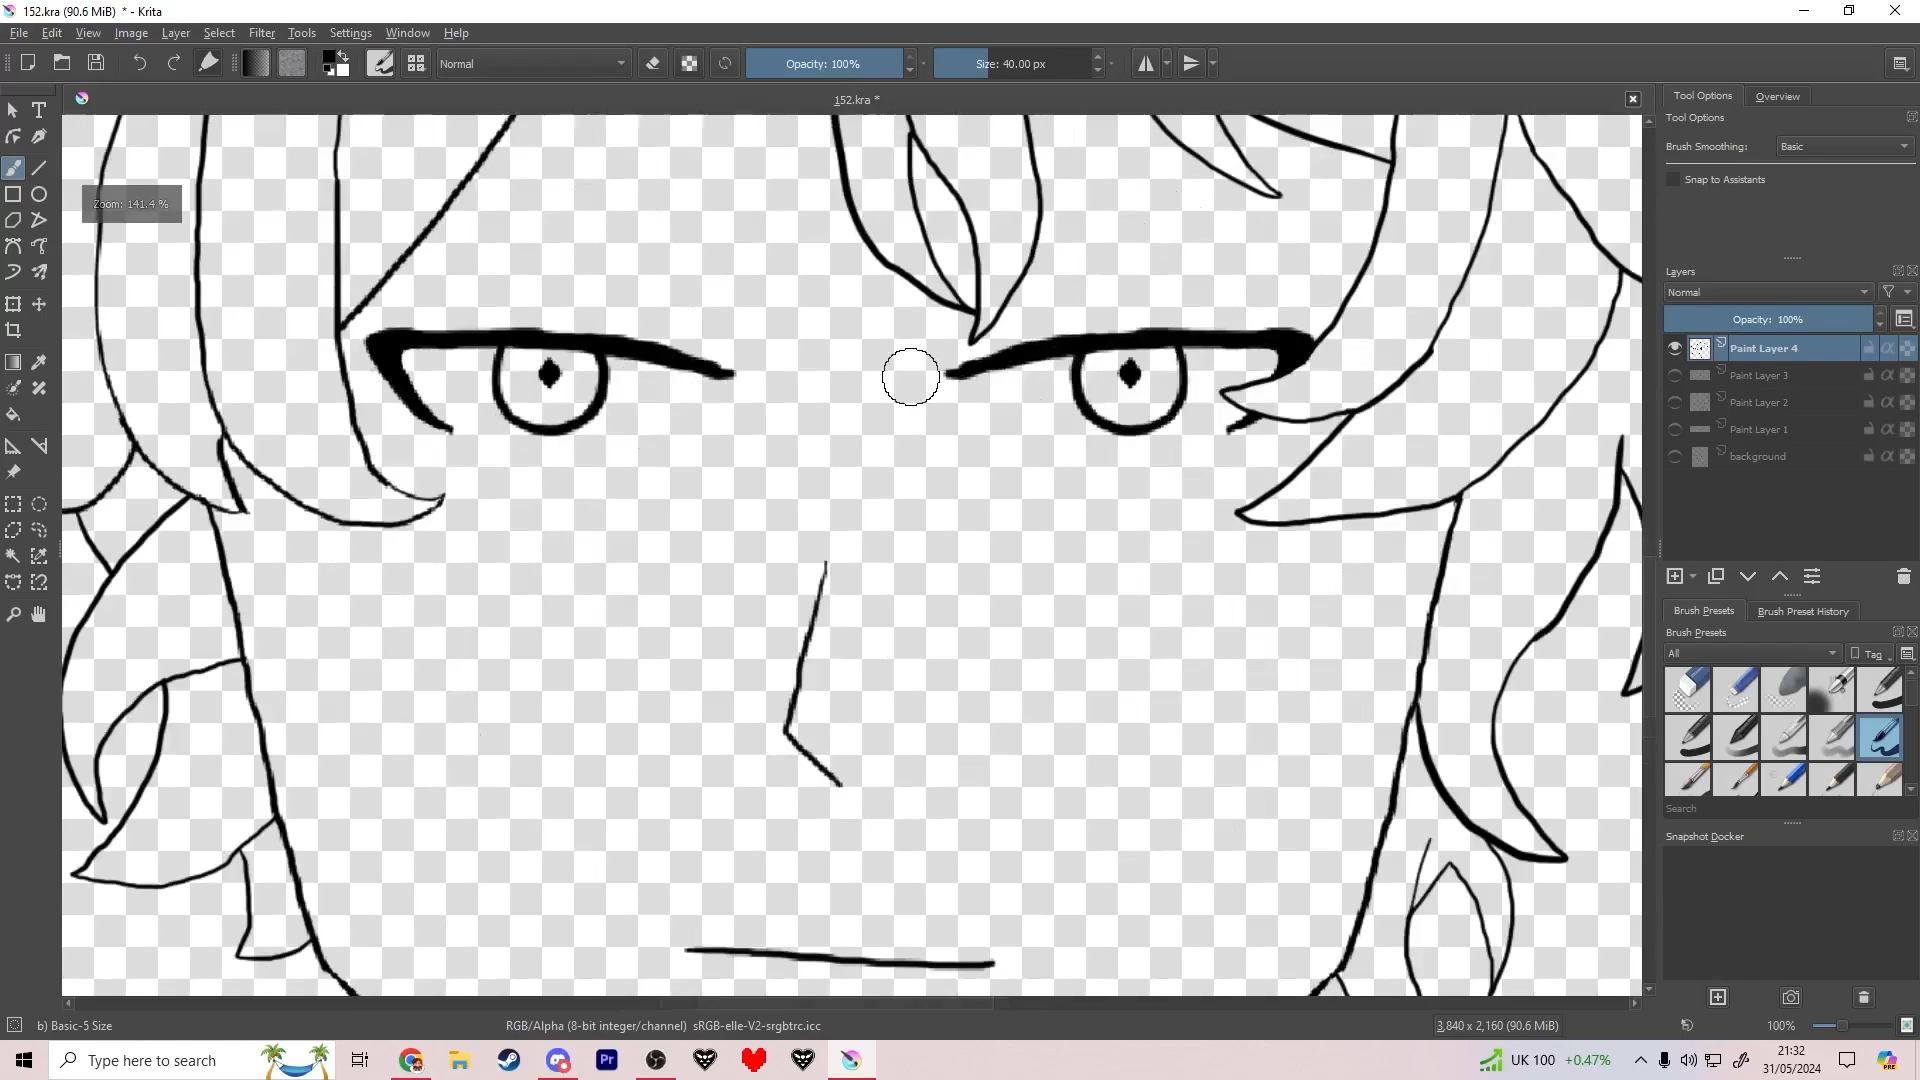 152.kra (90.6 MiB) * - Krita
File Edit View Image Layer Select Filter Tools Settings Window Help
Normal
Opacity: 100%
Size: 40.00 px
152.kra *
Zoom: 141.4 %
Tool Options
Overview
Tool Options
Brush Smoothing:
Basic
Snap to Assistants
Layers
Normal
Opacity: 100%
Paint Layer 4
Paint Layer 3
Paint Layer 2
Paint Layer 1
background
Brush Presets
Brush Preset History
Brush Presets
All
Tag
Search
Snapshot Docker
b) Basic-5 Size
RGB/Alpha (8-bit integer/channel) sRGB-elle-V2-srgbtrc.icc
3,840 x 2,160 (90.6 MiB)
100%
Type here to search
Pr
UK 100 +0.47%
21:32
31/05/2024
PRE